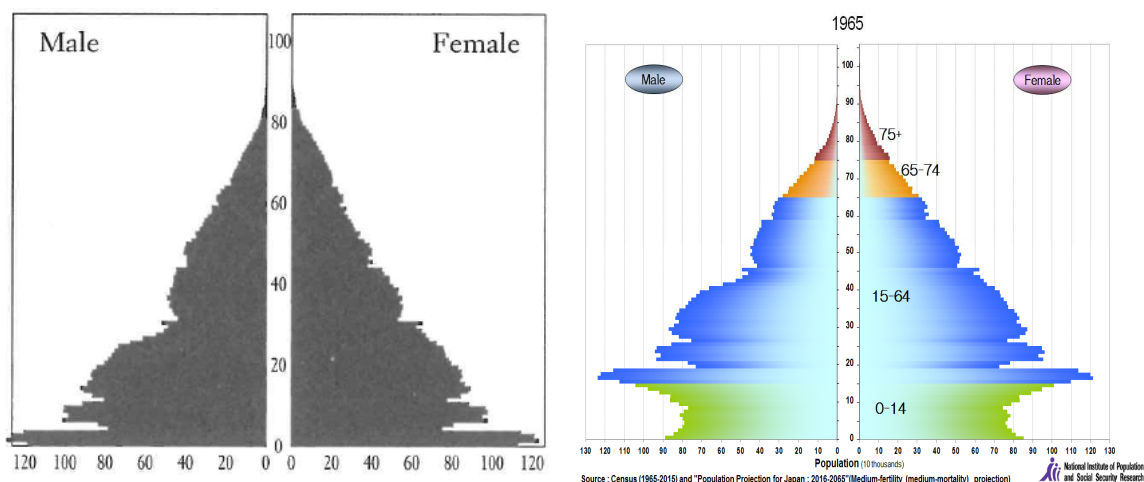 Male
Female
100
80
60
40
20
0
120 100 80 60 40 20 0
0 20 40 60 80 100 120
1965
Male
Female
100
90
80
70
60
50
40
30
20
10
0
75+
65-74
15-64
0-14
130 120 110 100 90 80 70 60 50 40 30 20 10 0
0 10 20 30 40 50 60 70 80 90 100 110 120 130
Population (10 thousands)
Source : Census (1965-2015) and "Population Projection for Japan : 2016-2065"(Medium-fertility (medium-mortality) projection)
National Institute of Population
and Social Security Research